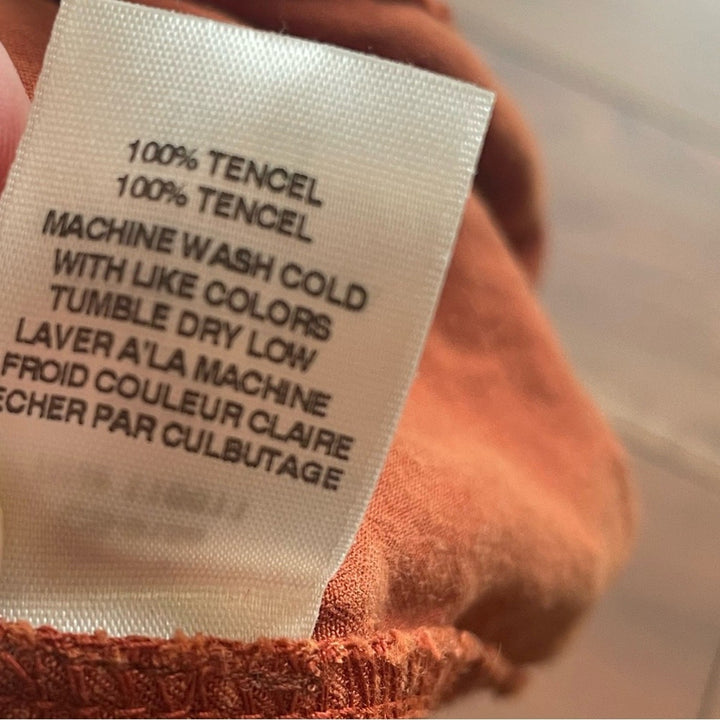 100% TENCEL
100% TENCEL
MACHINE WASH COLD
WITH LIKE COLORS
TUMBLE DRY LOW
LAVER A'LA MACHINE
FROID COULEUR CLAIRE
ECHER PAR CULBUTAGE